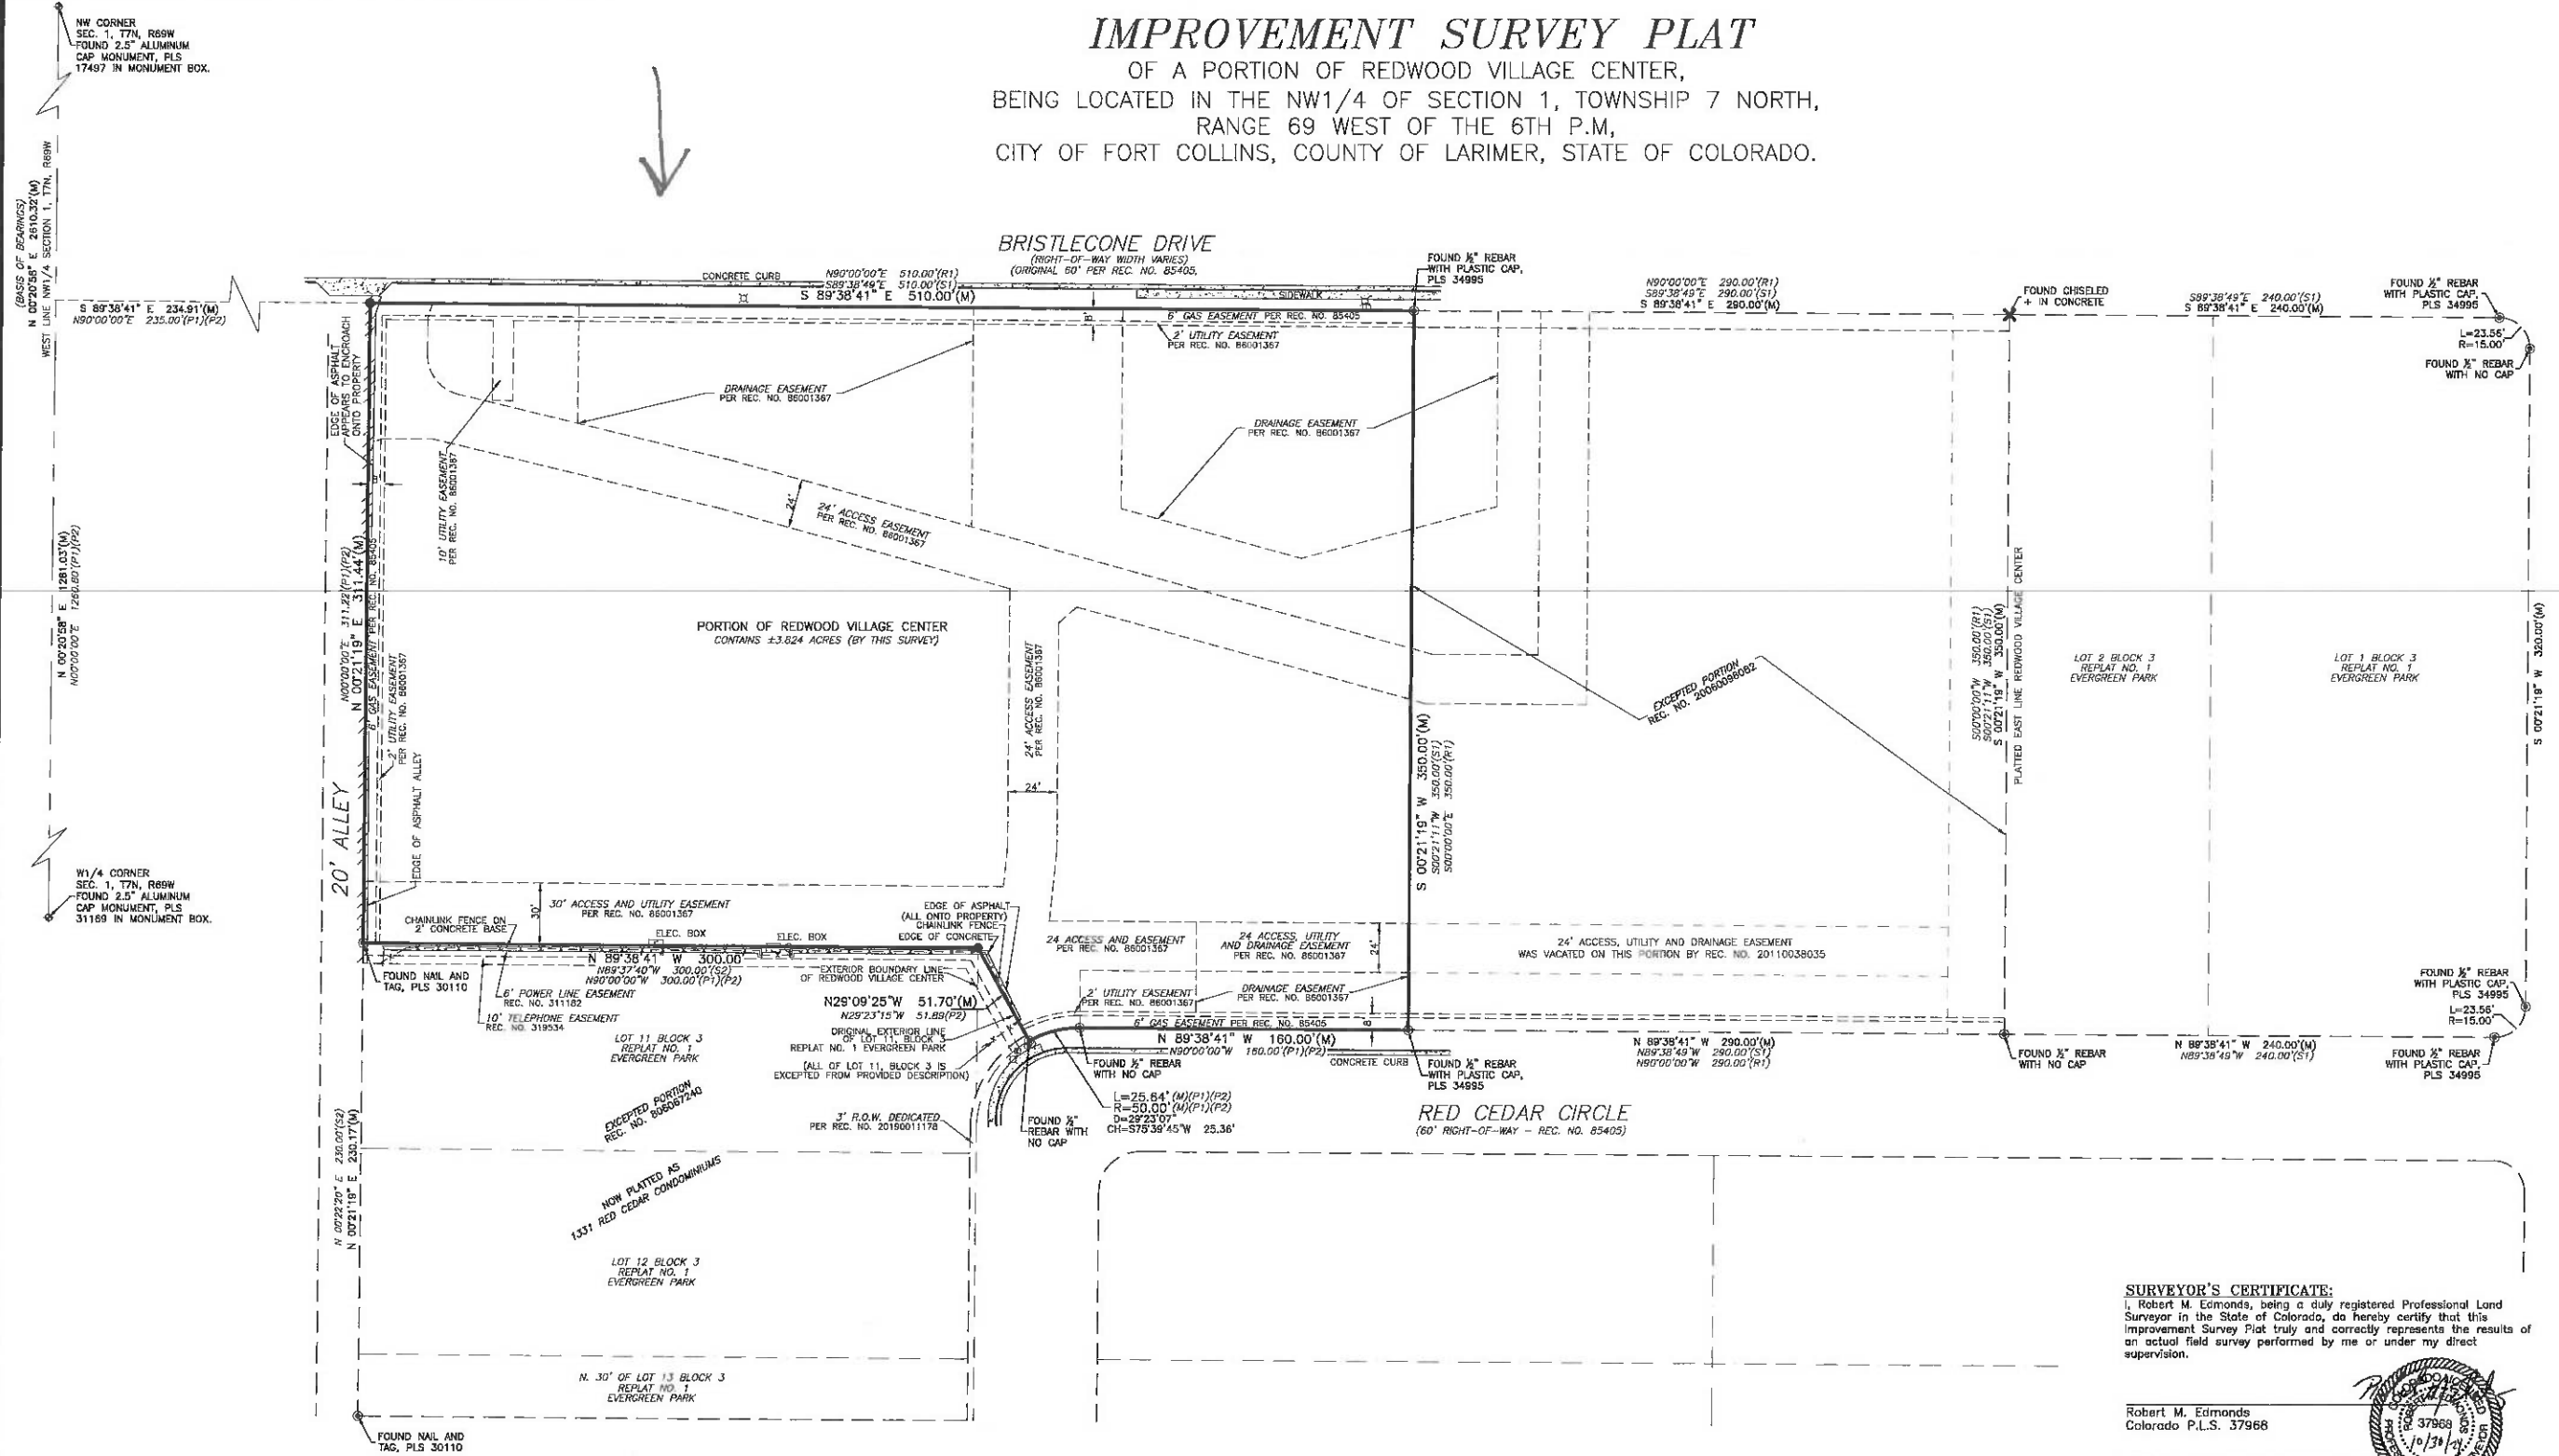 IMPROVEMENT SURVEY PLAT
OF A PORTION OF REDWOOD VILLAGE CENTER,
BEING LOCATED IN THE NW1/4 OF SECTION 1, TOWNSHIP 7 NORTH,
RANGE 69 WEST OF THE 6TH P.M,
CITY OF FORT COLLINS, COUNTY OF LARIMER, STATE OF COLORADO.
NW CORNER
SEC. 1, T7N, R69W
FOUND 2.5" ALUMINUM
CAP MONUMENT, PLS
17497 IN MONUMENT BOX.
(BASIS OF BEARINGS)
N 00°20'58" E 2610.32'(M)
WEST LINE NW1/4 SECTION 1, T7N, R69W
S 89°38'41" E 234.91'(M)
N90°00'00"E 235.00'(P1)(P2)
N 00°20'58" E 1281.03'(M)
N00°00'00"E 1260.80'(P1)(P2)
W1/4 CORNER
SEC. 1, T7N, R69W
FOUND 2.5" ALUMINUM
CAP MONUMENT, PLS
31169 IN MONUMENT BOX.
BRISTLECONE DRIVE
(RIGHT-OF-WAY WIDTH VARIES)
(ORIGINAL 60' PER REC. NO. 85405,
CONCRETE CURB
N90°00'00"E 510.00'(R1)
S89°38'49"E 510.00'(S1)
S 89°38'41" E 510.00'(M)
SIDEWALK
8'
6' GAS EASEMENT PER REC. NO. 85405
2' UTILITY EASEMENT
PER REC. NO. 86001367
FOUND ½" REBAR
WITH PLASTIC CAP,
PLS 34995
N90°00'00"E 290.00'(R1)
S89°38'49"E 290.00'(S1)
S 89°38'41" E 290.00'(M)
FOUND CHISELED
+ IN CONCRETE
S89°38'49"E 240.00'(S1)
S 89°38'41" E 240.00'(M)
FOUND ½" REBAR
WITH PLASTIC CAP,
PLS 34995
L=23.56'
R=15.00'
FOUND ½" REBAR
WITH NO CAP
EDGE OF ASPHALT
APPEARS TO ENCROACH
ONTO PROPERTY
DRAINAGE EASEMENT
PER REC. NO. 86001367
DRAINAGE EASEMENT
PER REC. NO. 86001367
10' UTILITY EASEMENT
PER REC. NO. 86001367
8'
24'
24' ACCESS EASEMENT
PER REC. NO. 86001367
N00°00'00"E 311.22'(P1)(P2)
N 00°21'19" E 311.44'(M)
6' GAS EASEMENT PER REC. NO. 85405
2' UTILITY EASEMENT
PER REC. NO. 86001367
EDGE OF ASPHALT ALLEY
20' ALLEY
PORTION OF REDWOOD VILLAGE CENTER
CONTAINS ±3.824 ACRES (BY THIS SURVEY)
24' ACCESS EASEMENT
PER REC. NO. 86001367
24'
S 00°21'19" W 350.00'(M)
S00°21'11"W 350.00'(S1)
S00°00'00"E 350.00'(R1)
EXCEPTED PORTION
REC. NO. 20060098082
S00°00'00"W 350.00'(R1)
S00°21'11"W 350.00'(S1)
S 00°21'19" W 350.00'(M)
PLATTED EAST LINE REDWOOD VILLAGE CENTER
LOT 2 BLOCK 3
REPLAT NO. 1
EVERGREEN PARK
LOT 1 BLOCK 3
REPLAT NO. 1
EVERGREEN PARK
S 00°21'19" W 320.00'(M)
30'
30' ACCESS AND UTILITY EASEMENT
PER REC. NO. 86001367
CHAINLINK FENCE ON
2' CONCRETE BASE
ELEC. BOX
ELEC. BOX
EDGE OF ASPHALT
(ALL ONTO PROPERTY)
CHAINLINK FENCE
EDGE OF CONCRETE
N 89°38'41" W 300.00
N89°37'40"W 300.00'(S2)
N90°00'00"W 300.00'(P1)(P2)
FOUND NAIL AND
TAG, PLS 30110
6' POWER LINE EASEMENT
REC. NO. 311182
10' TELEPHONE EASEMENT
REC. NO. 319534
EXTERIOR BOUNDARY LINE
OF REDWOOD VILLAGE CENTER
N29°09'25"W 51.70'(M)
N29°23'15"W 51.89(P2)
ORIGINAL EXTERIOR LINE
OF LOT 11, BLOCK 3
REPLAT NO. 1 EVERGREEN PARK
(ALL OF LOT 11, BLOCK 3 IS
EXCEPTED FROM PROVIDED DESCRIPTION)
24 ACCESS AND EASEMENT
PER REC. NO. 86001367
24 ACCESS, UTILITY
AND DRAINAGE EASEMENT
PER REC. NO. 86001367
24'
24' ACCESS, UTILITY AND DRAINAGE EASEMENT
WAS VACATED ON THIS PORTION BY REC. NO. 20110038035
2' UTILITY EASEMENT
PER REC. NO. 86001367
DRAINAGE EASEMENT
PER REC. NO. 86001367
6' GAS EASEMENT PER REC. NO. 85405
8'
N 89°38'41" W 160.00'(M)
N90°00'00"W 160.00'(P1)(P2)
CONCRETE CURB
FOUND ½" REBAR
WITH NO CAP
FOUND ½" REBAR
WITH PLASTIC CAP,
PLS 34995
N 89°38'41" W 290.00'(M)
N89°38'49"W 290.00'(S1)
N90°00'00"W 290.00'(R1)
FOUND ½" REBAR
WITH NO CAP
N 89°38'41" W 240.00'(M)
N89°38'49"W 240.00'(S1)
FOUND ½" REBAR
WITH PLASTIC CAP,
PLS 34995
L=23.56'
R=15.00'
FOUND ½" REBAR
WITH PLASTIC CAP,
PLS 34995
L=25.64' (M)(P1)(P2)
R=50.00' (M)(P1)(P2)
D=29°23'07"
CH=S75°39'45"W 25.36'
FOUND ½"
REBAR WITH
NO CAP
3' R.O.W. DEDICATED
PER REC. NO. 20190011178
RED CEDAR CIRCLE
(60' RIGHT-OF-WAY - REC. NO. 85405)
LOT 11 BLOCK 3
REPLAT NO. 1
EVERGREEN PARK
EXCEPTED PORTION
REC. NO. 806067240
NOW PLATTED AS
1331 RED CEDAR CONDOMINIUMS
N 00°22'20" E 230.00'(S2)
N 00°21'19" E 230.17'(M)
LOT 12 BLOCK 3
REPLAT NO. 1
EVERGREEN PARK
N. 30' OF LOT 13 BLOCK 3
REPLAT NO. 1
EVERGREEN PARK
FOUND NAIL AND
TAG, PLS 30110
SURVEYOR'S CERTIFICATE:
I, Robert M. Edmonds, being a duly registered Professional Land
Surveyor in the State of Colorado, do hereby certify that this
Improvement Survey Plat truly and correctly represents the results of
an actual field survey performed by me or under my direct
supervision.
Robert M. Edmonds
Colorado P.L.S. 37968
37968